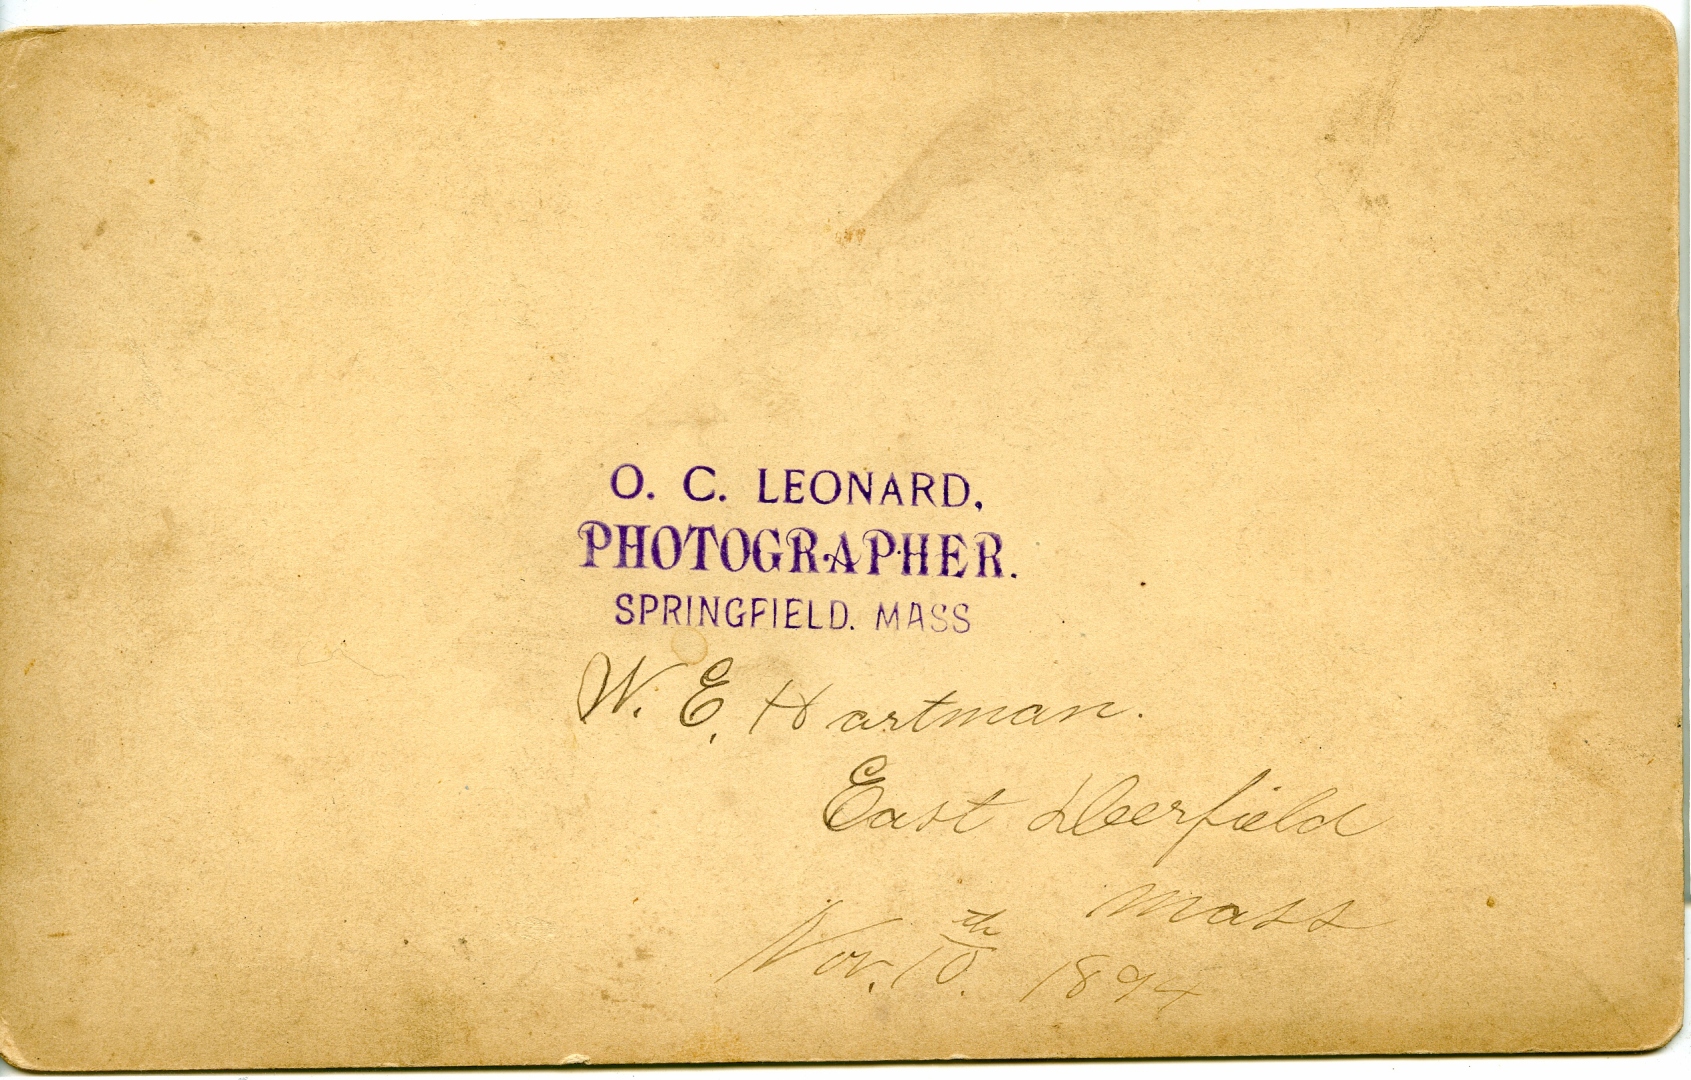 O. C. LEONARD,
PHOTOGRAPHER.
SPRINGFIELD. MASS
W. E. Hartman.
East Deerfield
Mass
Nov. 10th. 1894